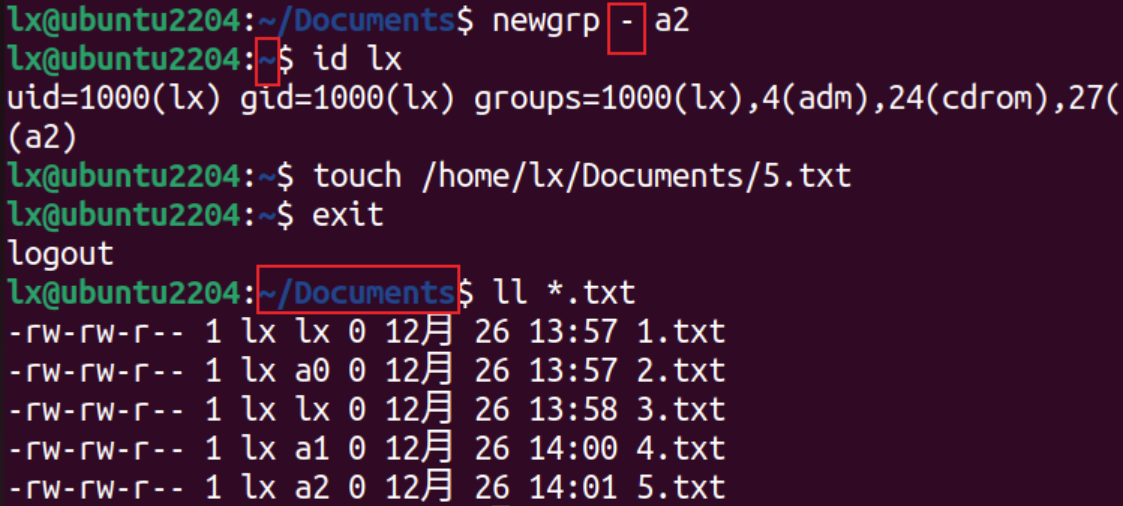 lx@ubuntu2204:~/Documents$ newgrp - a2
lx@ubuntu2204:~$ id lx
uid=1000(lx) gid=1000(lx) groups=1000(lx),4(adm),24(cdrom),27(
(a2)
lx@ubuntu2204:~$ touch /home/lx/Documents/5.txt
lx@ubuntu2204:~$ exit
logout
lx@ubuntu2204:~/Documents$ ll *.txt
-rw-rw-r-- 1 lx lx 0 12月 26 13:57 1.txt
-rw-rw-r-- 1 lx a0 0 12月 26 13:57 2.txt
-rw-rw-r-- 1 lx lx 0 12月 26 13:58 3.txt
-rw-rw-r-- 1 lx a1 0 12月 26 14:00 4.txt
-rw-rw-r-- 1 lx a2 0 12月 26 14:01 5.txt